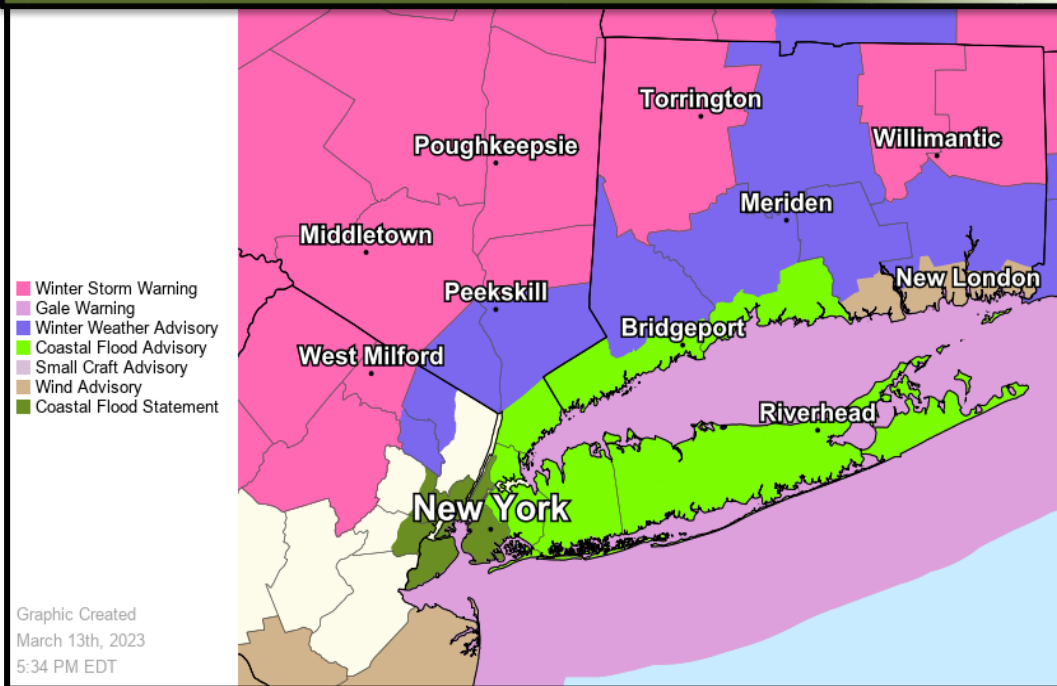 Torrington
Poughkeepsie
Willimantic
Meriden
Middletown
New London
Peekskill
Bridgeport
West Milford
Riverhead
New York
Winter Storm Warning
Gale Warning
Winter Weather Advisory
Coastal Flood Advisory
Small Craft Advisory
Wind Advisory
Coastal Flood Statement
Graphic Created
March 13th, 2023
5:34 PM EDT